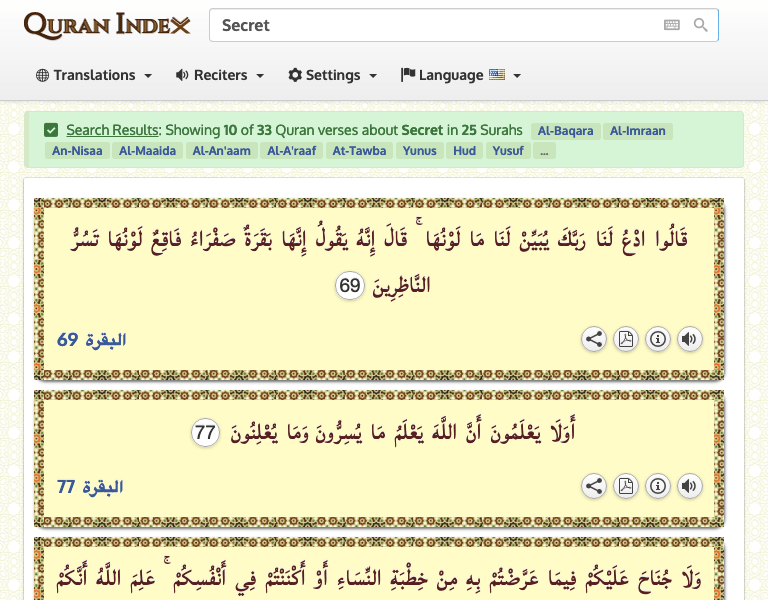 QURAN INDEX
Secret
Translations Reciters Settings Language
Search Results: Showing 10 of 33 Quran verses about Secret in 25 Surahs Al-Baqara Al-Imraan
An-Nisaa Al-Maaida Al-An'aam Al-A'raaf At-Tawba Yunus Hud Yusuf ...
قَالُوا ادْعُ لَنَا رَبَّكَ يُبَيِّنْ لَنَا مَا لَوْنُهَا ۚ قَالَ إِنَّهُ يَقُولُ إِنَّهَا بَقَرَةٌ صَفْرَاءُ فَاقِعٌ لَوْنُهَا تَسُرُّ
النَّاظِرِينَ 69
البقرة 69
أَوَلَا يَعْلَمُونَ أَنَّ اللَّهَ يَعْلَمُ مَا يُسِرُّونَ وَمَا يُعْلِنُونَ 77
البقرة 77
وَلَا جُنَاحَ عَلَيْكُمْ فِيمَا عَرَّضْتُمْ بِهِ مِنْ خِطْبَةِ النِّسَاءِ أَوْ أَكْنَنْتُمْ فِي أَنْفُسِكُمْ ۚ عَلِمَ اللَّهُ أَنَّكُمْ